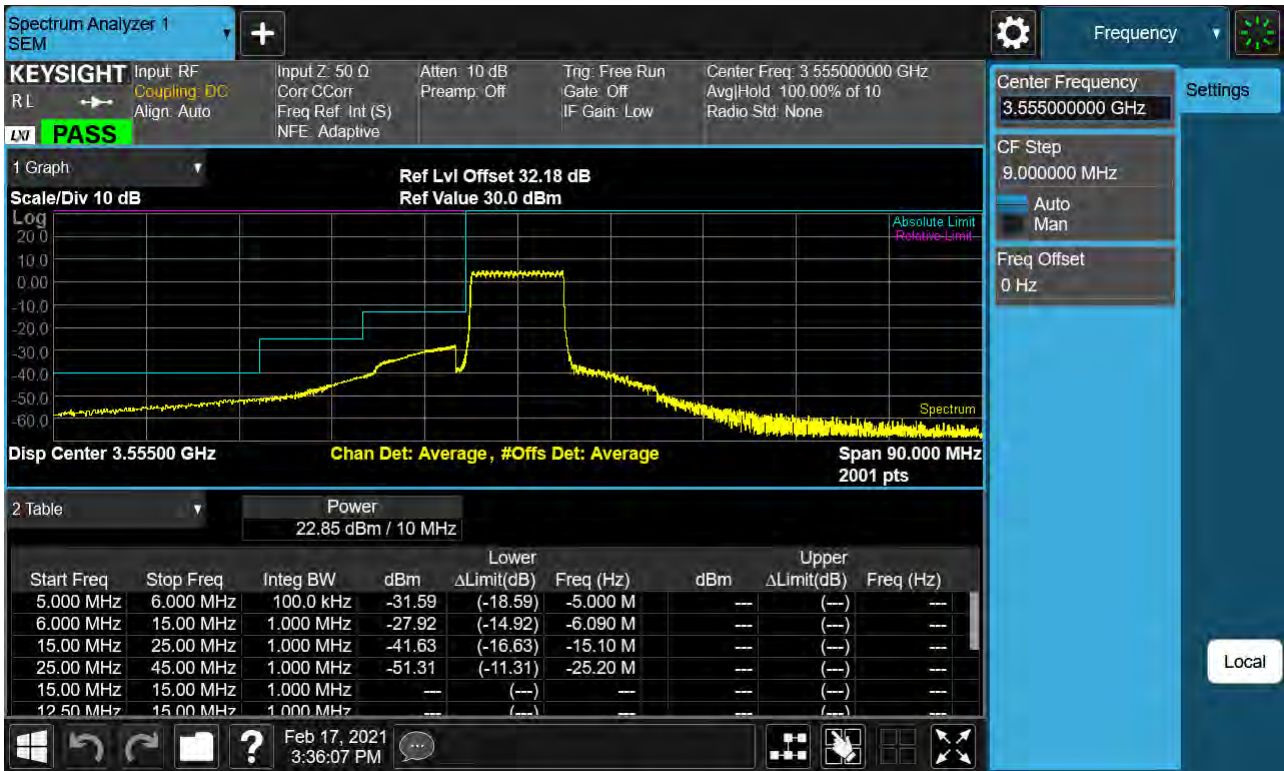 Spectrum Analyzer 1
SEM
Frequency
KEYSIGHT
R L
LXI
PASS
Input: RF
Coupling: DC
Align: Auto
Input Z: 50 Ω
Corr CCorr
Freq Ref: Int (S)
NFE: Adaptive
Atten: 10 dB
Preamp: Off
Trig: Free Run
Gate: Off
IF Gain: Low
Center Freq: 3.555000000 GHz
Avg|Hold: 100.00% of 10
Radio Std: None
Center Frequency
3.555000000 GHz
Settings
CF Step
9.000000 MHz
Auto
Man
Freq Offset
0 Hz
Local
1 Graph
Scale/Div 10 dB
Ref Lvl Offset 32.18 dB
Ref Value 30.0 dBm
Log
Absolute Limit
Relative Limit
20.0
10.0
0.00
-10.0
-20.0
-30.0
-40.0
-50.0
-60.0
Spectrum
Disp Center 3.55500 GHz
Chan Det: Average, #Offs Det: Average
Span 90.000 MHz
2001 pts
2 Table
Power
22.85 dBm / 10 MHz
Lower Upper
Start Freq Stop Freq Integ BW dBm ΔLimit(dB) Freq (Hz) dBm ΔLimit(dB) Freq (Hz)
5.000 MHz 6.000 MHz 100.0 kHz -31.59 (-18.59) -5.000 M --- (---) ---
6.000 MHz 15.00 MHz 1.000 MHz -27.92 (-14.92) -6.090 M --- (---) ---
15.00 MHz 25.00 MHz 1.000 MHz -41.63 (-16.63) -15.10 M --- (---) ---
25.00 MHz 45.00 MHz 1.000 MHz -51.31 (-11.31) -25.20 M --- (---) ---
15.00 MHz 15.00 MHz 1.000 MHz --- (---) --- --- (---) ---
12.50 MHz 15.00 MHz 1.000 MHz --- (---) --- --- (---) ---
Feb 17, 2021
3:36:07 PM